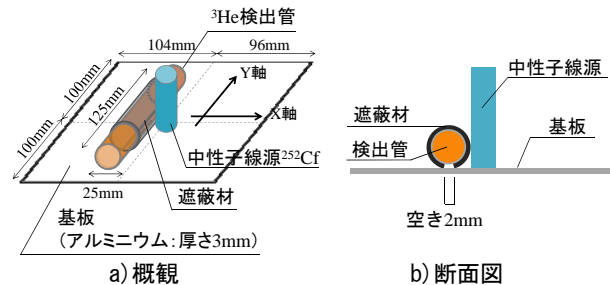 ³He検出管
104mm
96mm
100mm
125mm
Y軸
X軸
100mm
中性子線源²⁵²Cf
25mm
遮蔽材
基板
(アルミニウム:厚さ3mm)
a)概観
中性子線源
遮蔽材
基板
検出管
空き2mm
b)断面図